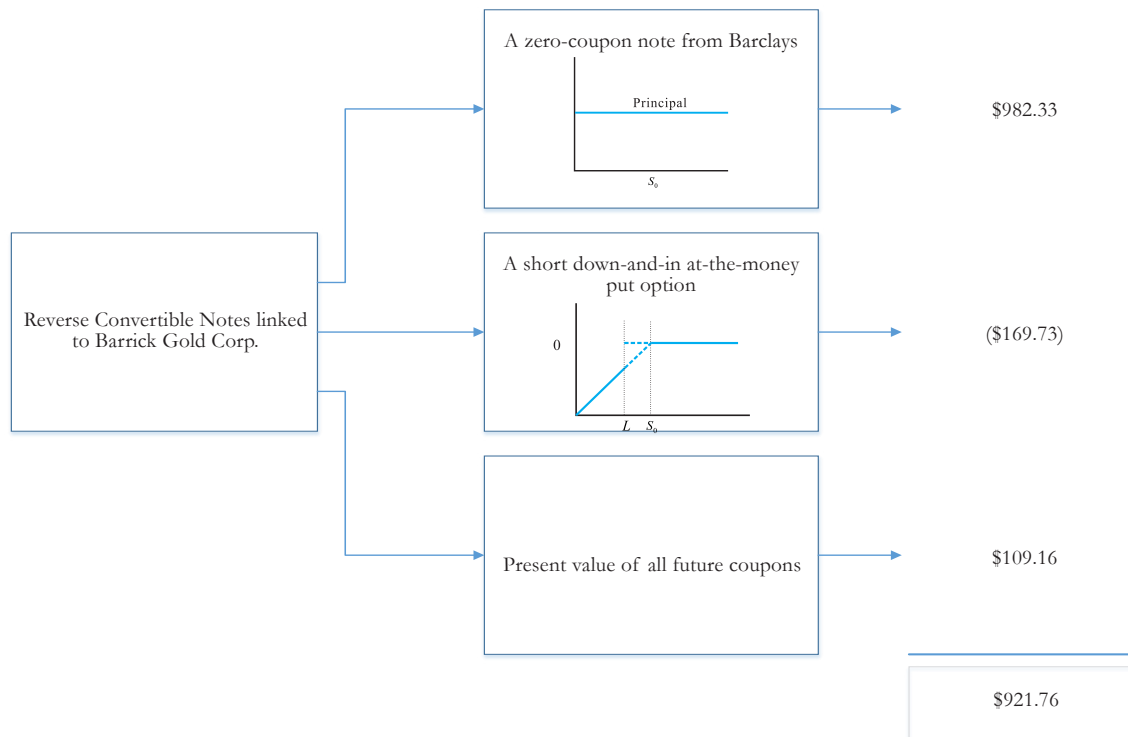 A zero-coupon note from Barclays
Principal
S₀
$982.33
Reverse Convertible Notes linked
to Barrick Gold Corp.
A short down-and-in at-the-money
put option
0
L S₀
($169.73)
Present value of all future coupons
$109.16
$921.76